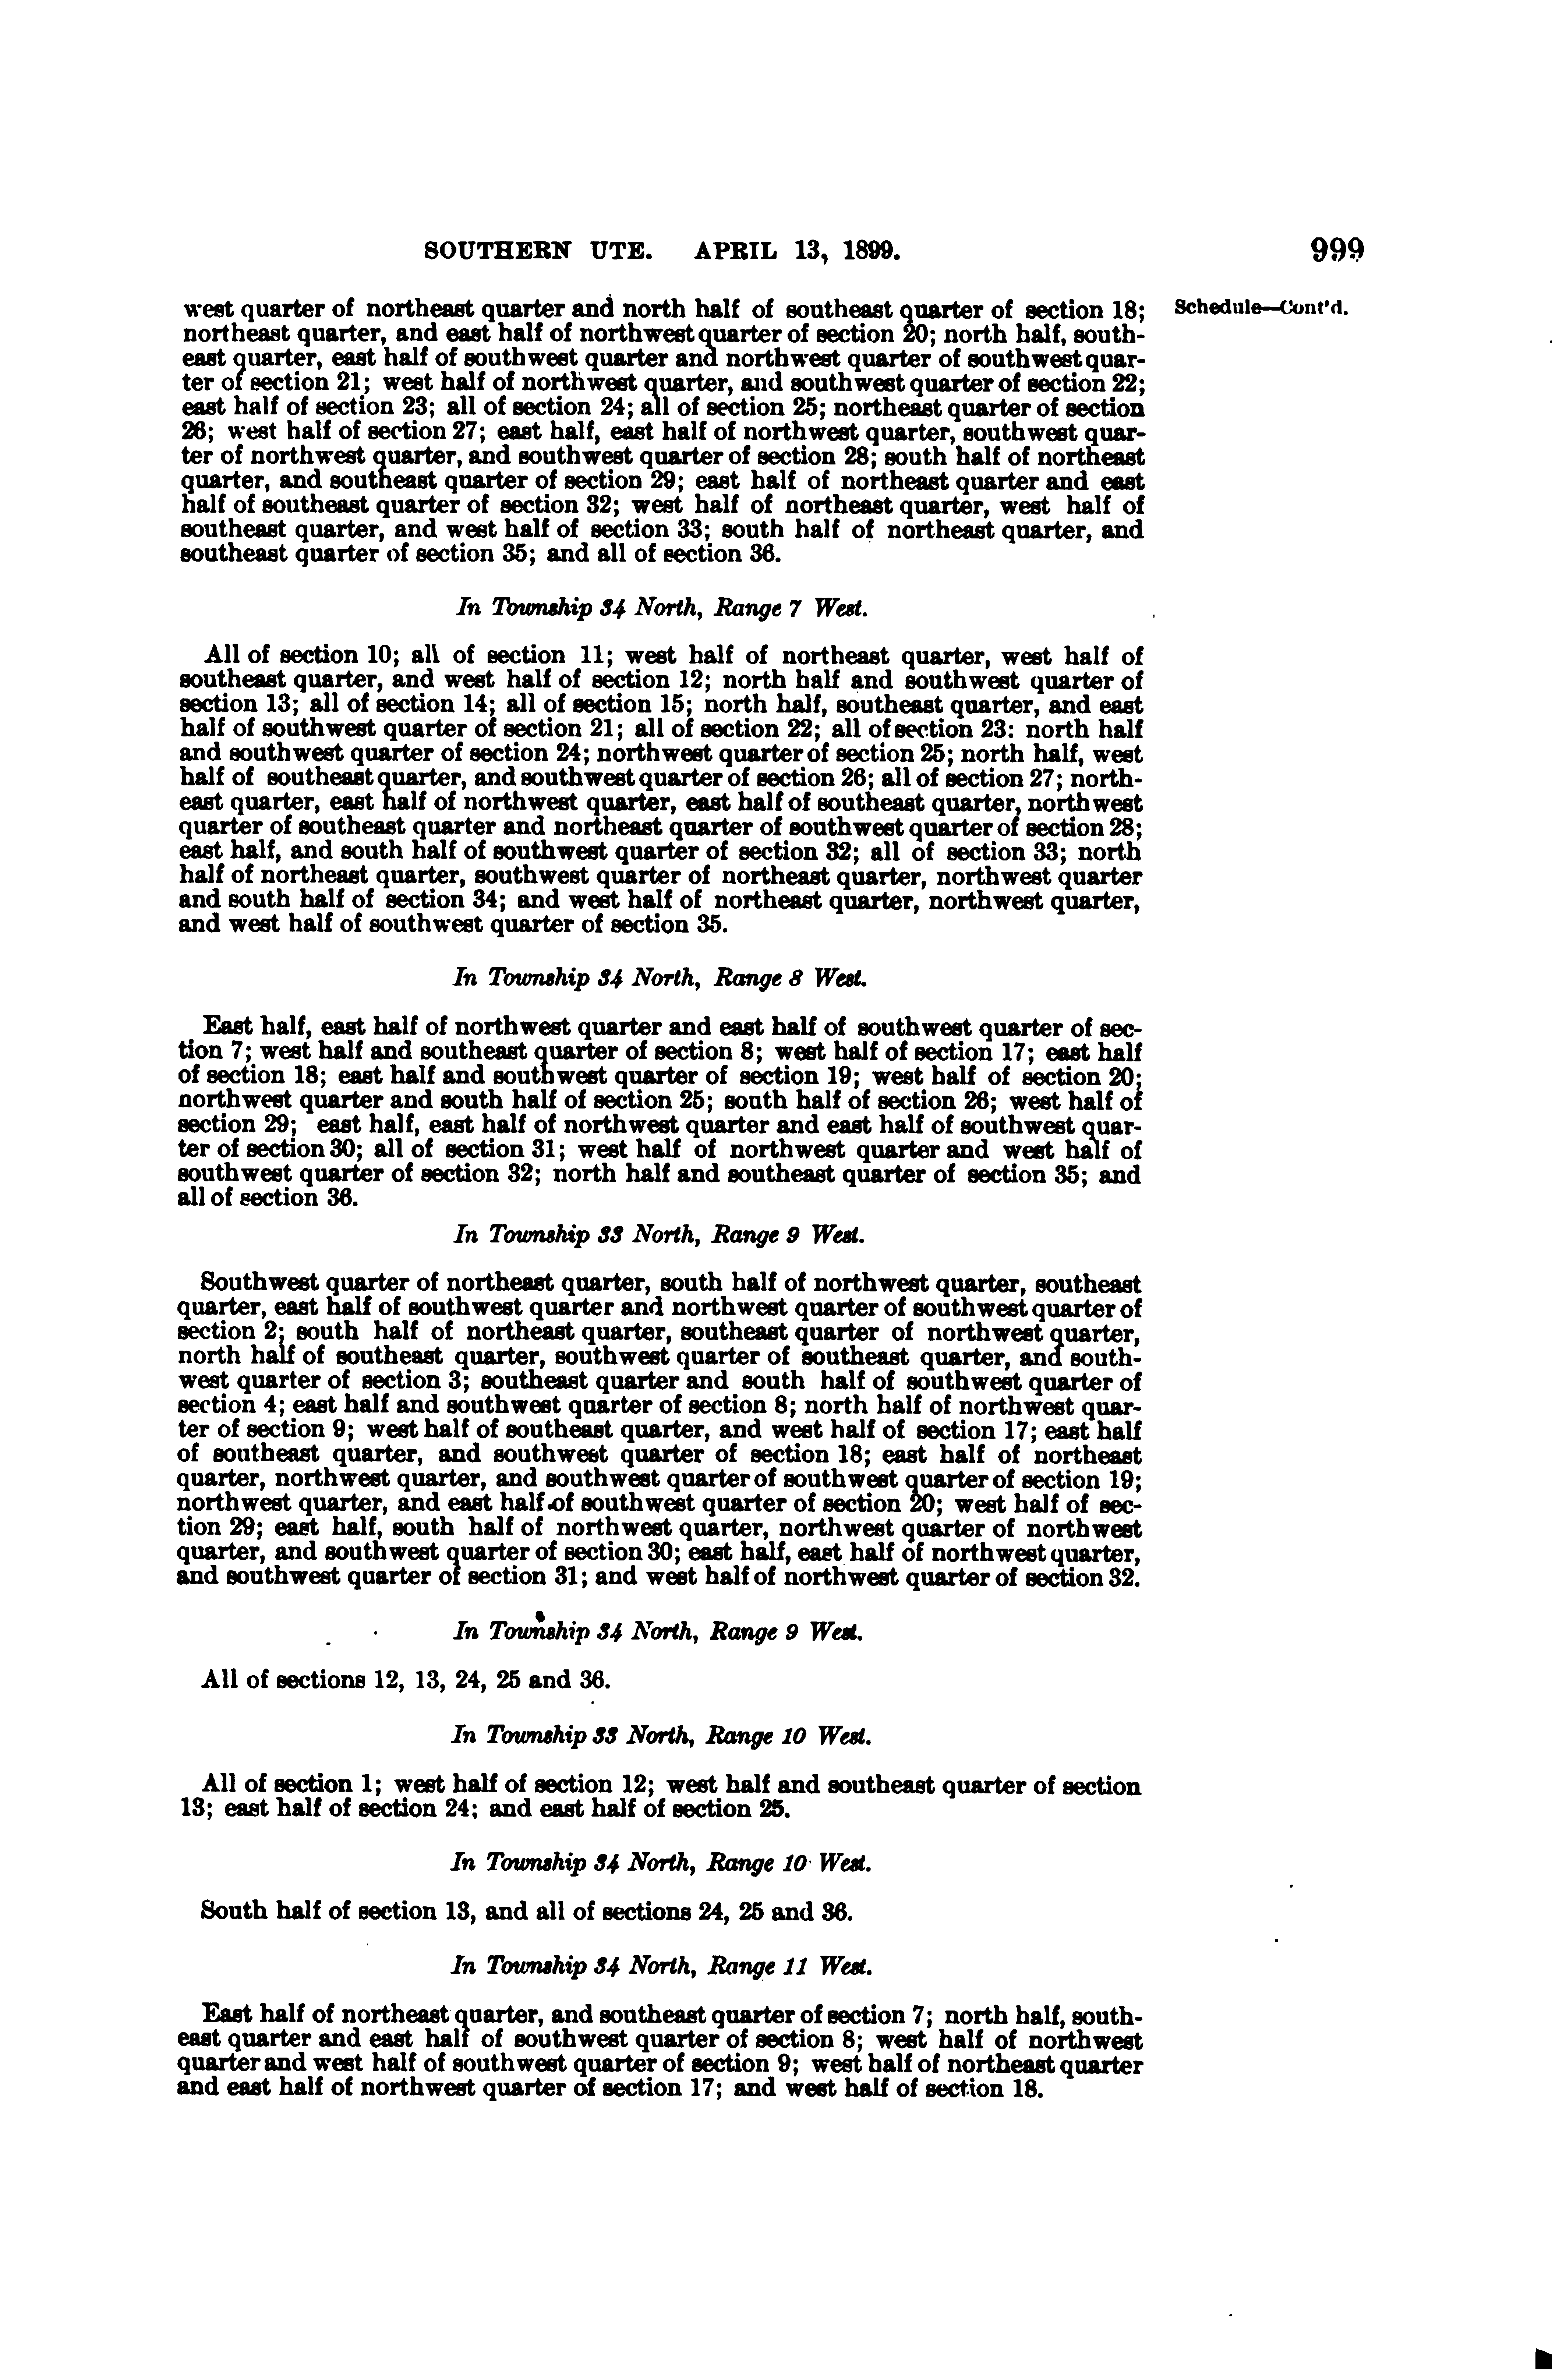 SOUTHERN UTE. APRIL 13, 1899. 999
west quarter of northeast quarter and north half of southeast quarter of section 18; Schedule—Cont'd.
northeast quarter, and east half of northwest quarter of section 20; north half, south-
east quarter, east half of southwest quarter and northwest quarter of southwest quar-
ter of section 21; west half of northwest quarter, and southwest quarter of section 22;
east half of section 23; all of section 24; all of section 25; northeast quarter of section
26; west half of section 27; east half, east half of northwest quarter, southwest quar-
ter of northwest quarter, and southwest quarter of section 28; south half of northeast
quarter, and southeast quarter of section 29; east half of northeast quarter and east
half of southeast quarter of section 32; west half of northeast quarter, west half of
southeast quarter, and west half of section 33; south half of northeast quarter, and
southeast quarter of section 35; and all of section 36.
In Township 34 North, Range 7 West.
All of section 10; all of section 11; west half of northeast quarter, west half of
southeast quarter, and west half of section 12; north half and southwest quarter of
section 13; all of section 14; all of section 15; north half, southeast quarter, and east
half of southwest quarter of section 21; all of section 22; all of section 23: north half
and southwest quarter of section 24; northwest quarter of section 25; north half, west
half of southeast quarter, and southwest quarter of section 26; all of section 27; north-
east quarter, east half of northwest quarter, east half of southeast quarter, northwest
quarter of southeast quarter and northeast quarter of southwest quarter of section 28;
east half, and south half of southwest quarter of section 32; all of section 33; north
half of northeast quarter, southwest quarter of northeast quarter, northwest quarter
and south half of section 34; and west half of northeast quarter, northwest quarter,
and west half of southwest quarter of section 35.
In Township 34 North, Range 8 West.
East half, east half of northwest quarter and east half of southwest quarter of sec-
tion 7; west half and southeast quarter of section 8; west half of section 17; east half
of section 18; east half and southwest quarter of section 19; west half of section 20;
northwest quarter and south half of section 25; south half of section 26; west half of
section 29; east half, east half of northwest quarter and east half of southwest quar-
ter of section 30; all of section 31; west half of northwest quarter and west half of
southwest quarter of section 32; north half and southeast quarter of section 35; and
all of section 36.
In Township 33 North, Range 9 West.
Southwest quarter of northeast quarter, south half of northwest quarter, southeast
quarter, east half of southwest quarter and northwest quarter of southwest quarter of
section 2; south half of northeast quarter, southeast quarter of northwest quarter,
north half of southeast quarter, southwest quarter of southeast quarter, and south-
west quarter of section 3; southeast quarter and south half of southwest quarter of
section 4; east half and southwest quarter of section 8; north half of northwest quar-
ter of section 9; west half of southeast quarter, and west half of section 17; east half
of southeast quarter, and southwest quarter of section 18; east half of northeast
quarter, northwest quarter, and southwest quarter of southwest quarter of section 19;
northwest quarter, and east half of southwest quarter of section 20; west half of sec-
tion 29; east half, south half of northwest quarter, northwest quarter of northwest
quarter, and southwest quarter of section 30; east half, east half of northwest quarter,
and southwest quarter of section 31; and west half of northwest quarter of section 32.
In Township 34 North, Range 9 West.
All of sections 12, 13, 24, 25 and 36.
In Township 33 North, Range 10 West.
All of section 1; west half of section 12; west half and southeast quarter of section
13; east half of section 24; and east half of section 25.
In Township 34 North, Range 10 West.
South half of section 13, and all of sections 24, 25 and 36.
In Township 34 North, Range 11 West.
East half of northeast quarter, and southeast quarter of section 7; north half, south-
east quarter and east half of southwest quarter of section 8; west half of northwest
quarter and west half of southwest quarter of section 9; west half of northeast quarter
and east half of northwest quarter of section 17; and west half of section 18.